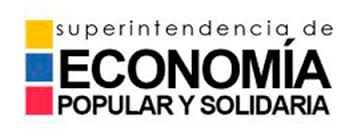 superintendencia de
ECONOMÍA
POPULAR Y SOLIDARIA